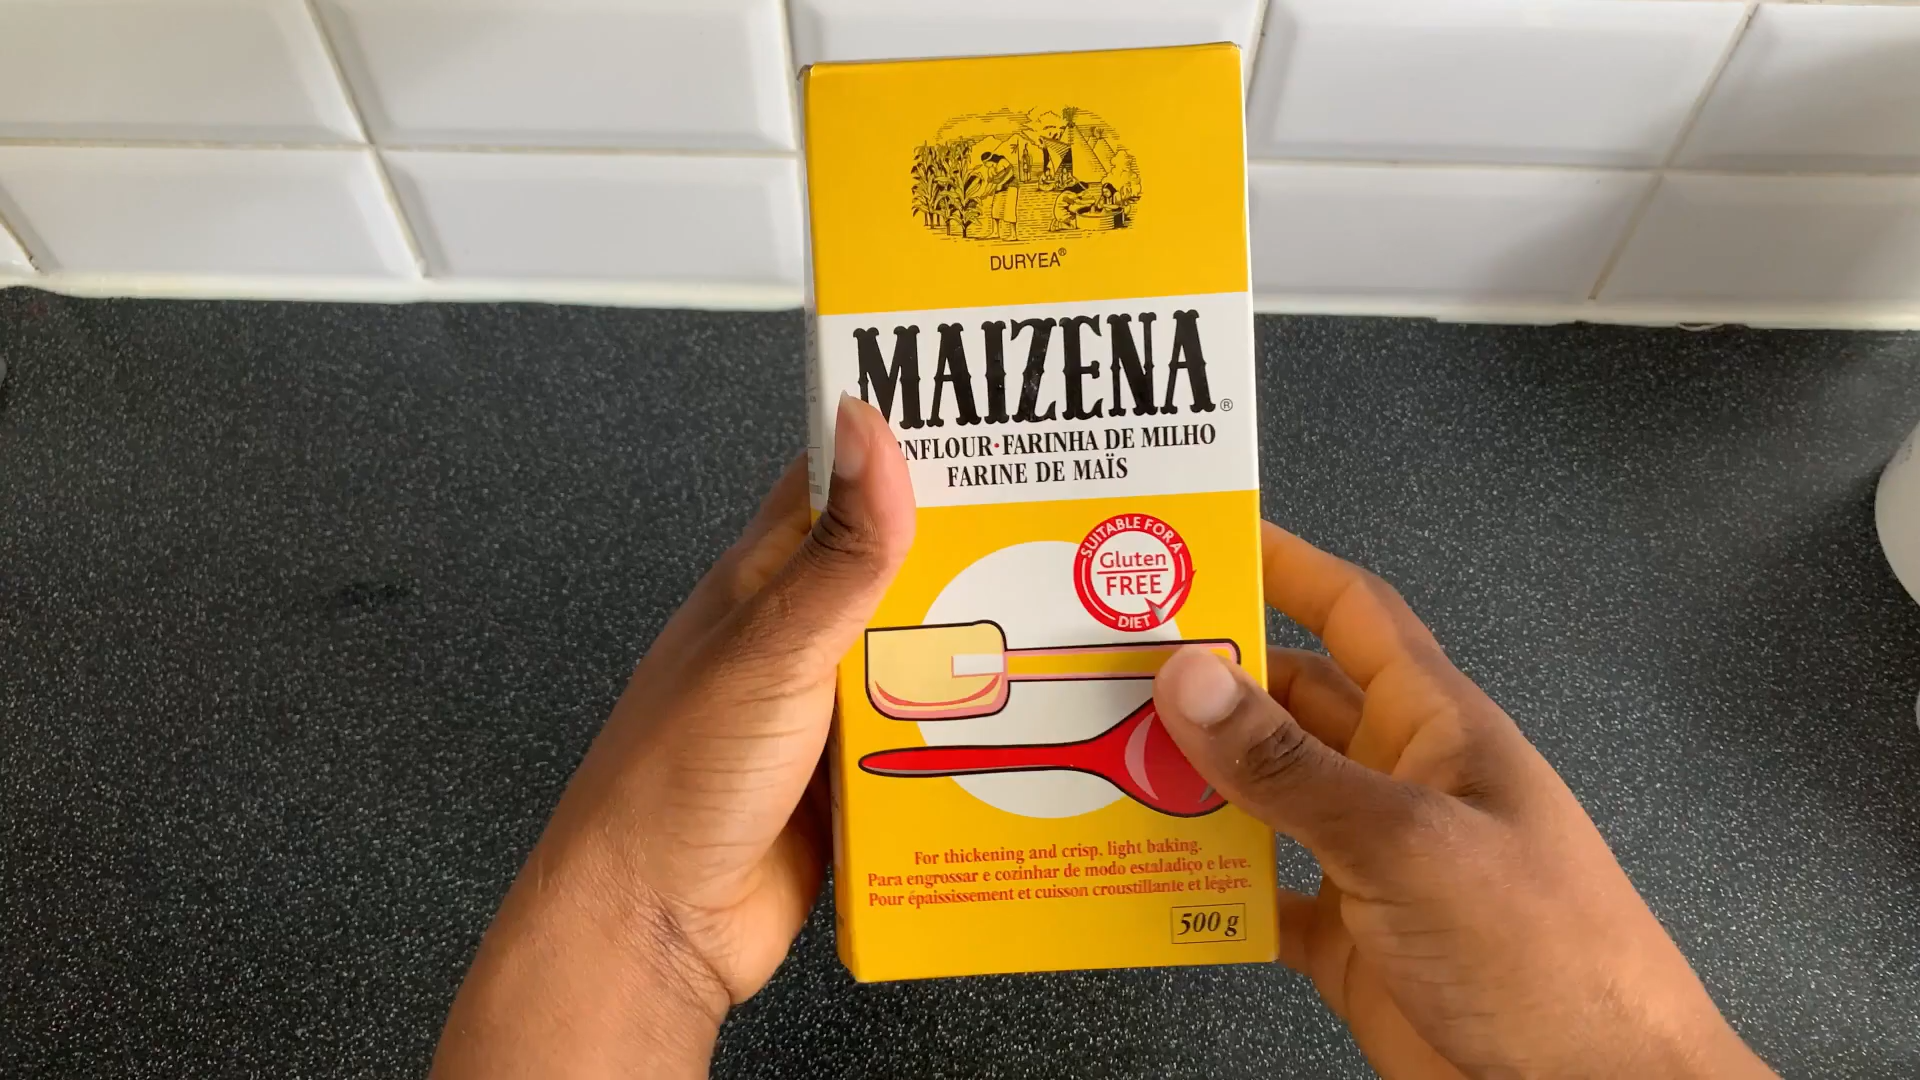 DURYEA®
MAIZENA®
NFLOUR·FARINHA DE MILHO
FARINE DE MAÏS
SUITABLE FOR A
Gluten
FREE
DIET
For thickening and crisp, light baking.
Para engrossar e cozinhar de modo estaladiço e leve.
Pour épaississement et cuisson croustillante et légère.
500 g